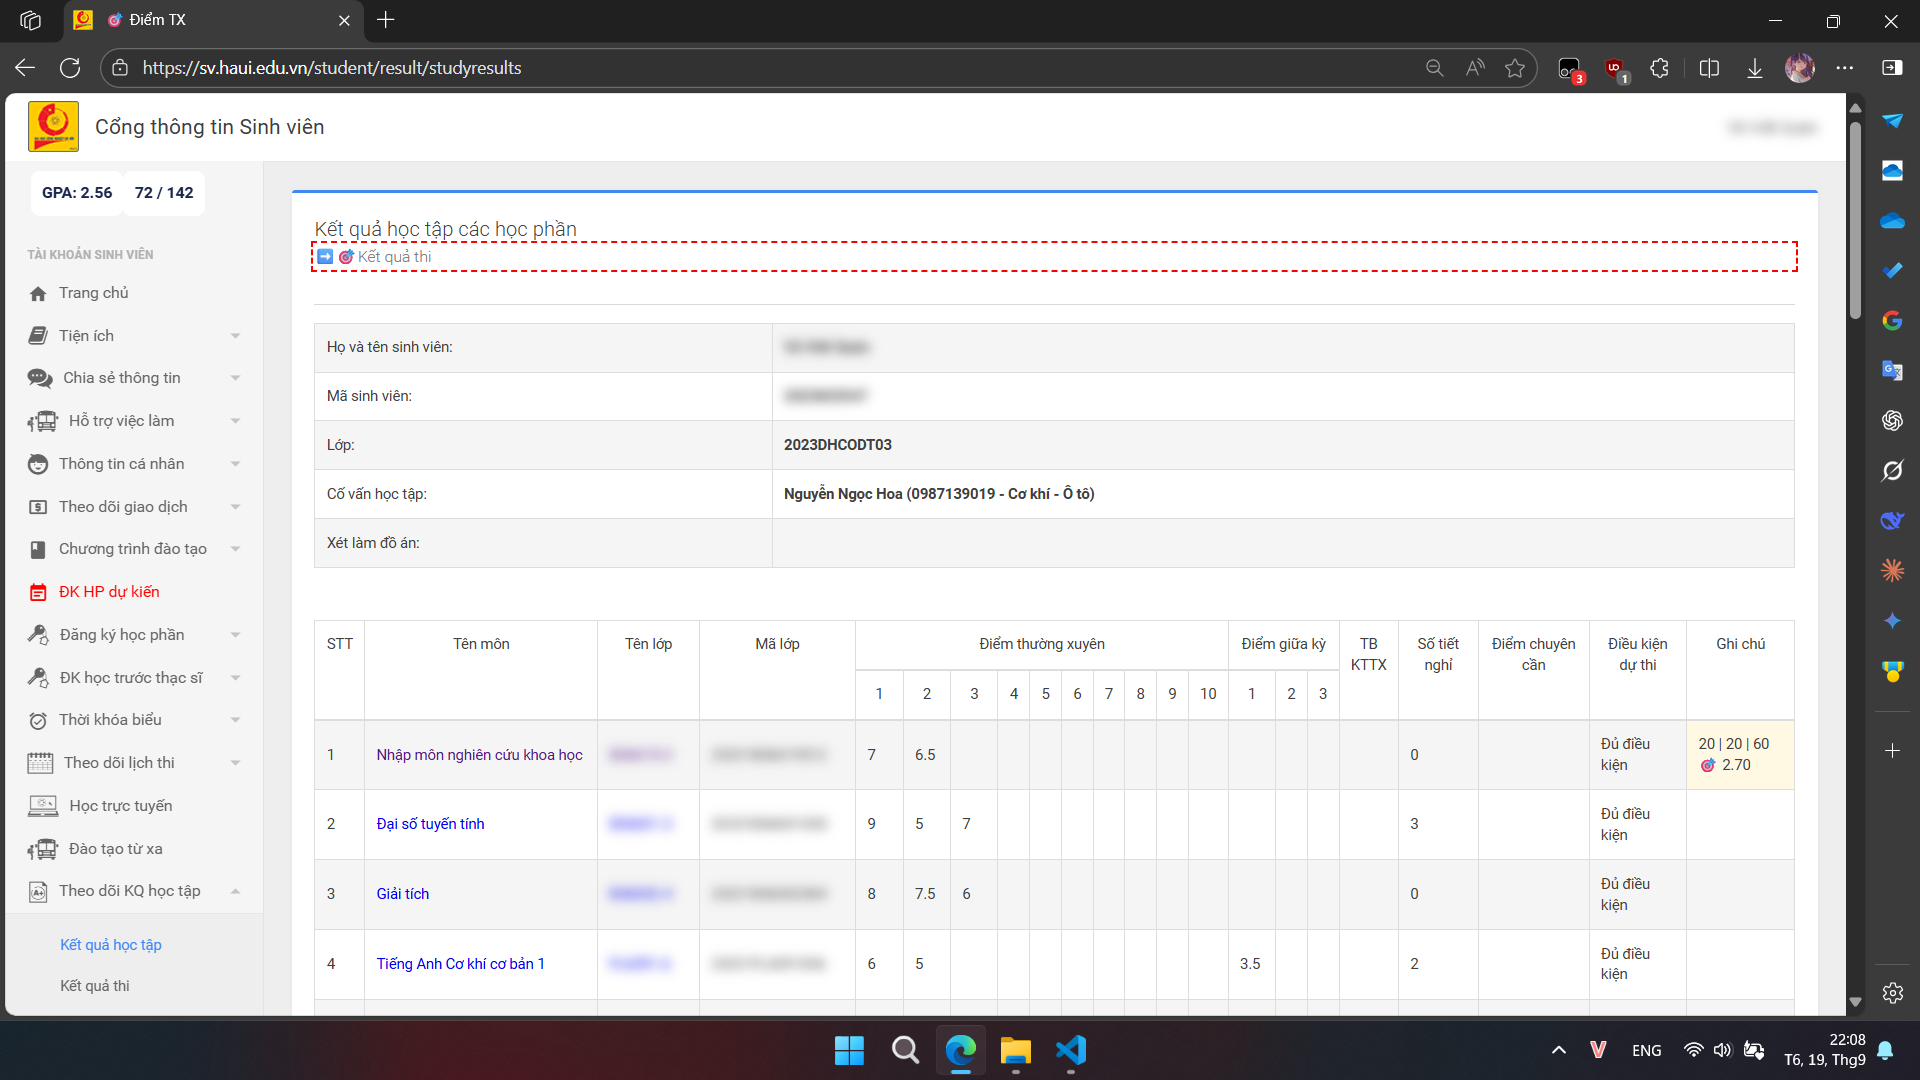 Điểm TX
https://sv.haui.edu.vn/student/result/studyresults
3
1
Cổng thông tin Sinh viên
GPA: 2.56 72 / 142
TÀI KHOẢN SINH VIÊN
Trang chủ
Tiện ích
Chia sẻ thông tin
Hỗ trợ việc làm
Thông tin cá nhân
Theo dõi giao dịch
Chương trình đào tạo
ĐK HP dự kiến
Đăng ký học phần
ĐK học trước thạc sĩ
Thời khóa biểu
Theo dõi lịch thi
Học trực tuyến
Đào tạo từ xa
Theo dõi KQ học tập
Kết quả học tập
Kết quả thi
Kết quả học tập các học phần
Kết quả thi
Họ và tên sinh viên:
Mã sinh viên:
Lớp: 2023DHCODT03
Cố vấn học tập: Nguyễn Ngọc Hoa (0987139019 - Cơ khí - Ô tô)
Xét làm đồ án:
STT Tên môn Tên lớp Mã lớp Điểm thường xuyên Điểm giữa kỳ TB KTTX Số tiết nghỉ Điểm chuyên cần Điều kiện dự thi Ghi chú
1 2 3 4 5 6 7 8 9 10 1 2 3
1 Nhập môn nghiên cứu khoa học 7 6.5 0 Đủ điều kiện 20 | 20 | 60
2.70
2 Đại số tuyến tính 9 5 7 3 Đủ điều kiện
3 Giải tích 8 7.5 6 0 Đủ điều kiện
4 Tiếng Anh Cơ khí cơ bản 1 6 5 3.5 2 Đủ điều kiện
ENG
22:08
T6, 19, Thg9